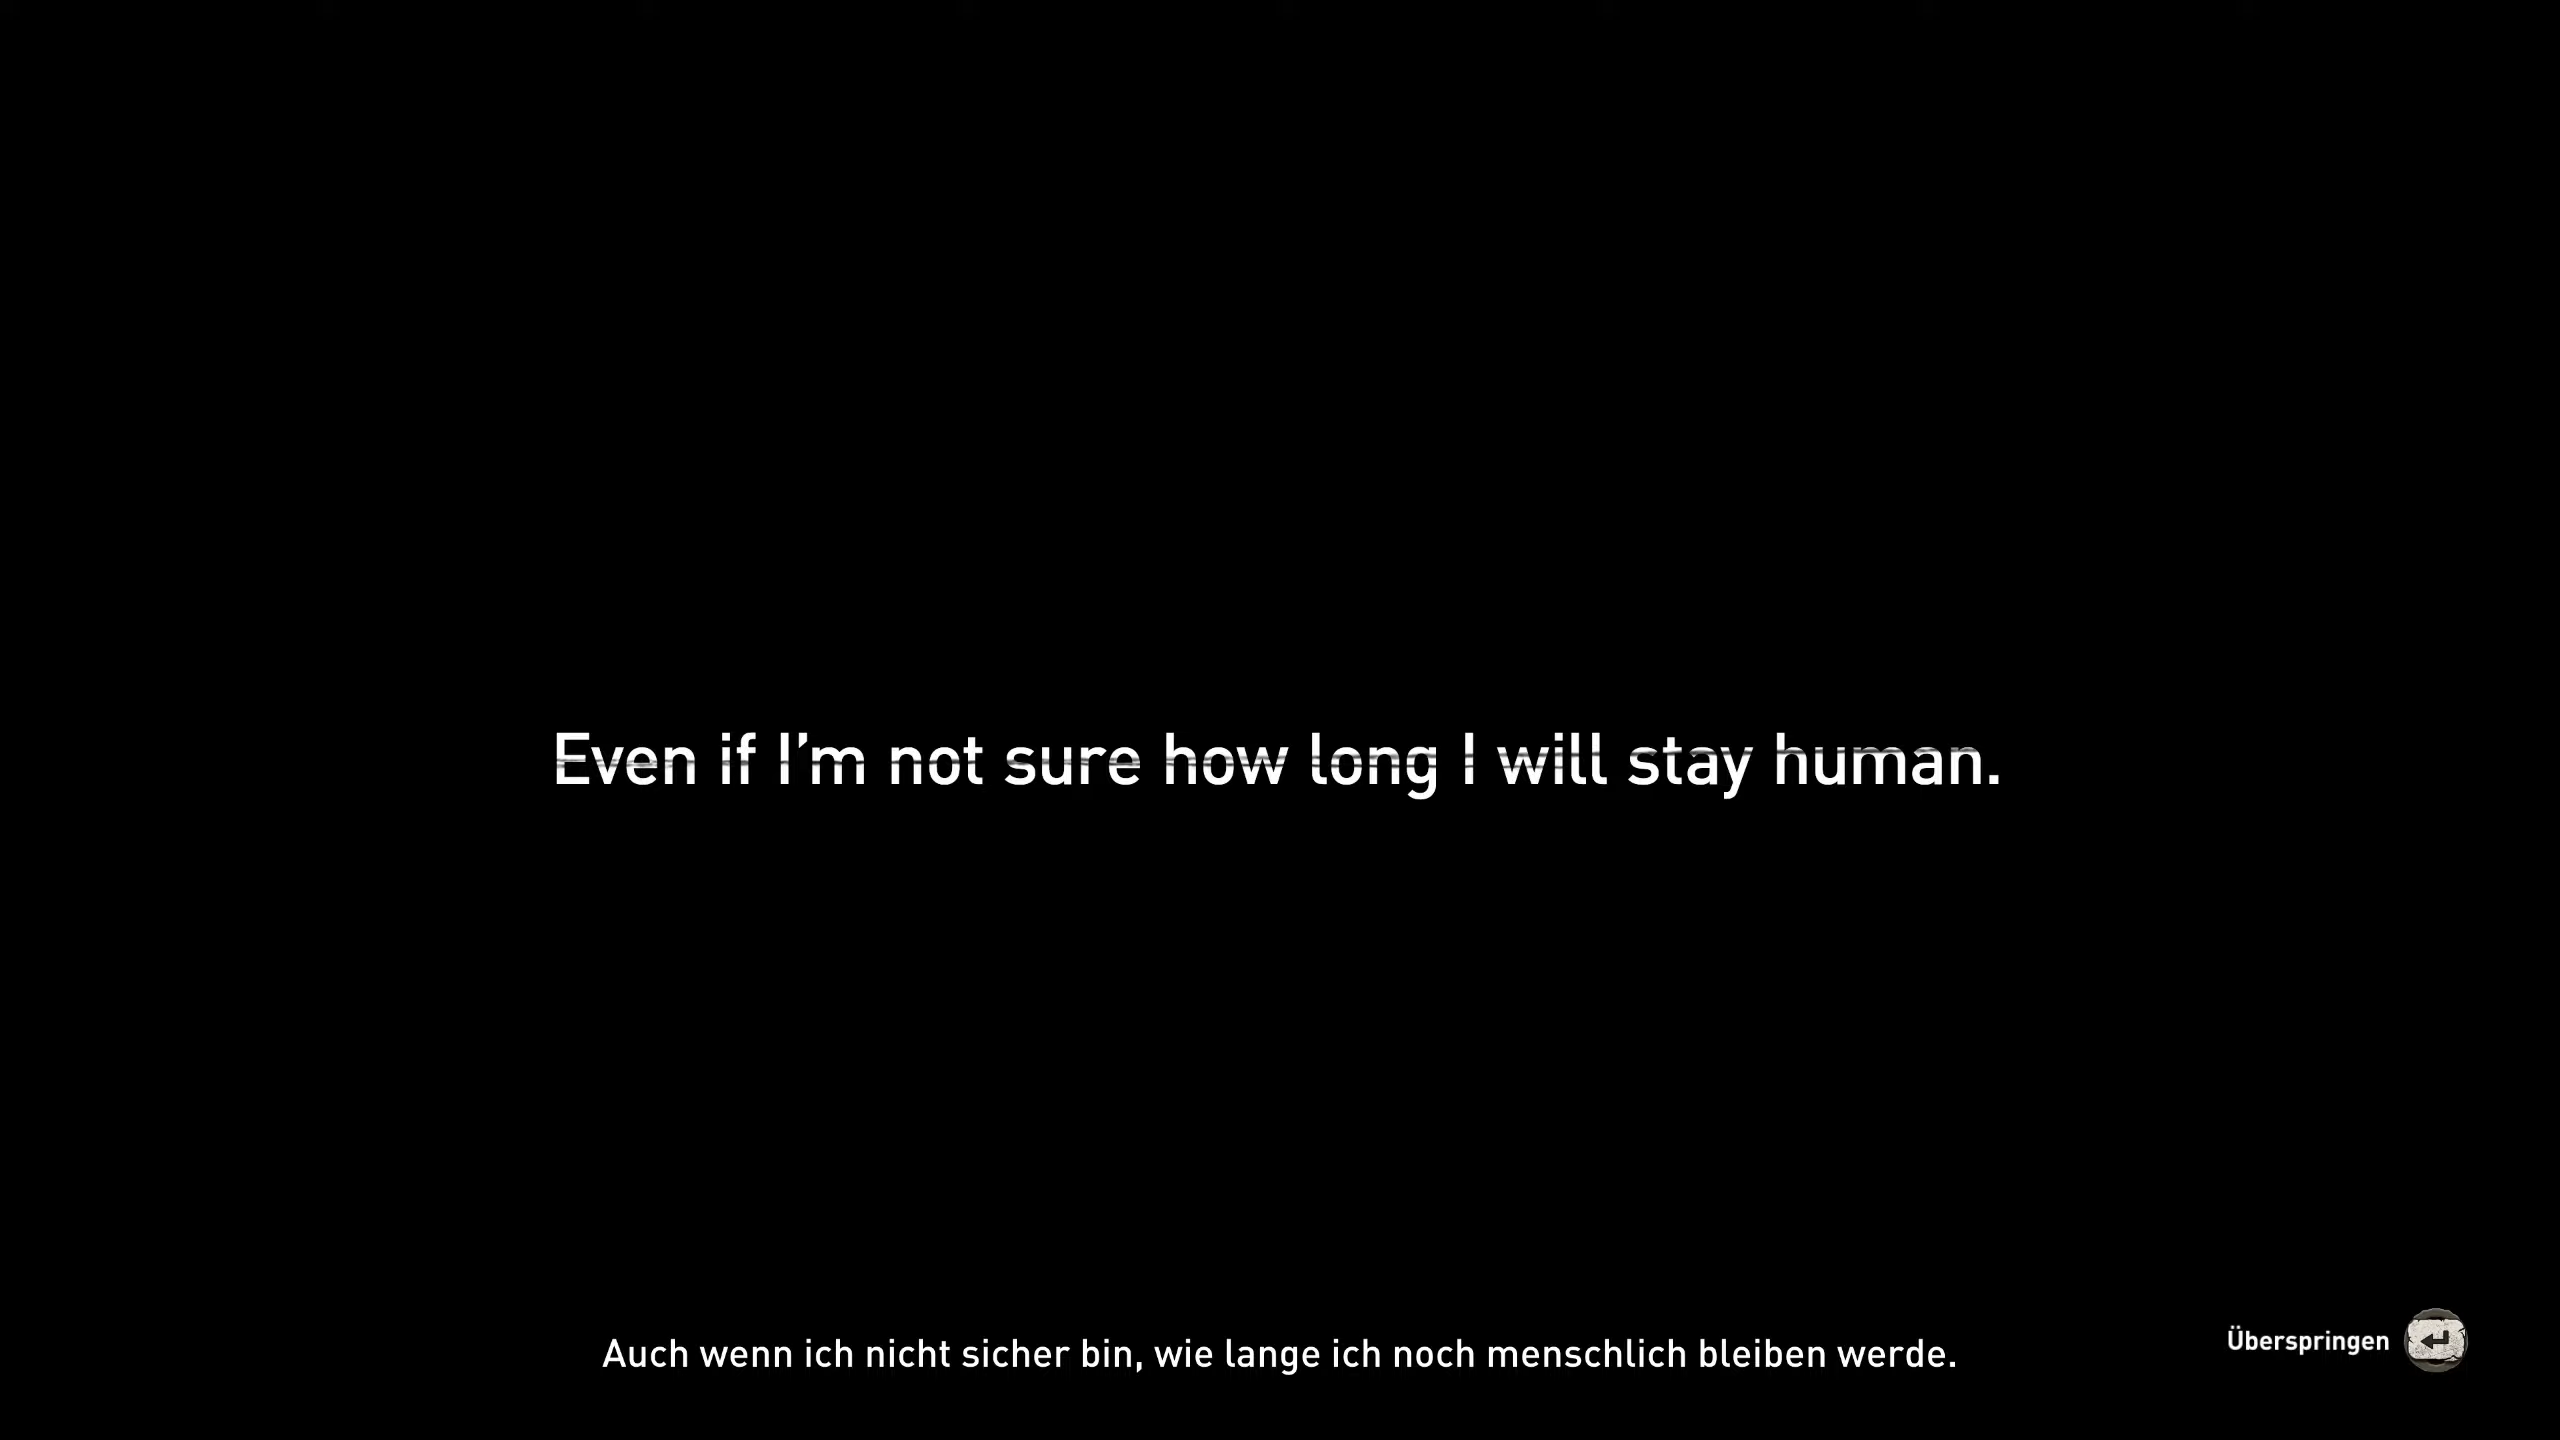 Even if I’m not sure how long I will stay human.
Auch wenn ich nicht sicher bin, wie lange ich noch menschlich bleiben werde.
Überspringen